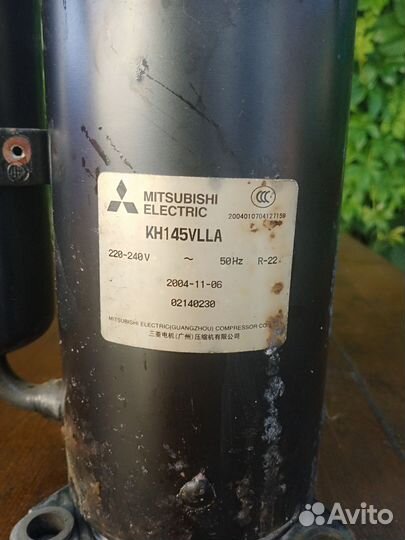 MITSUBISHI
ELECTRIC
2004010704127159
KH145VLLA
220-240V ~ 50Hz R-22
2004-11-06
02140230
MITSUBISHI ELECTRIC(GUANGZHOU) COMPRESSOR CO
三菱电机(广州)压缩机有限公司
Avito